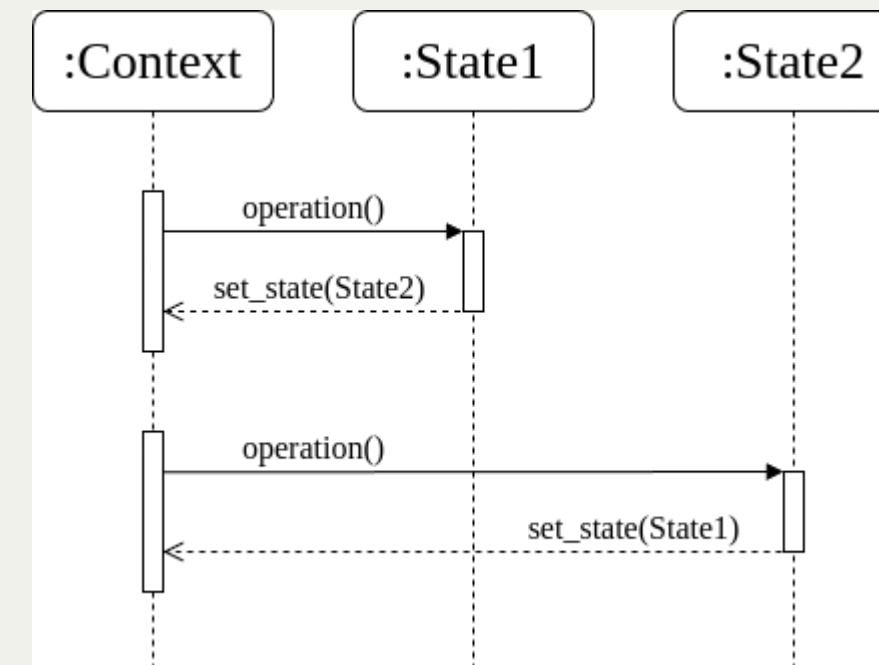 :Context
:State1
:State2
operation()
set_state(State2)
operation()
set_state(State1)